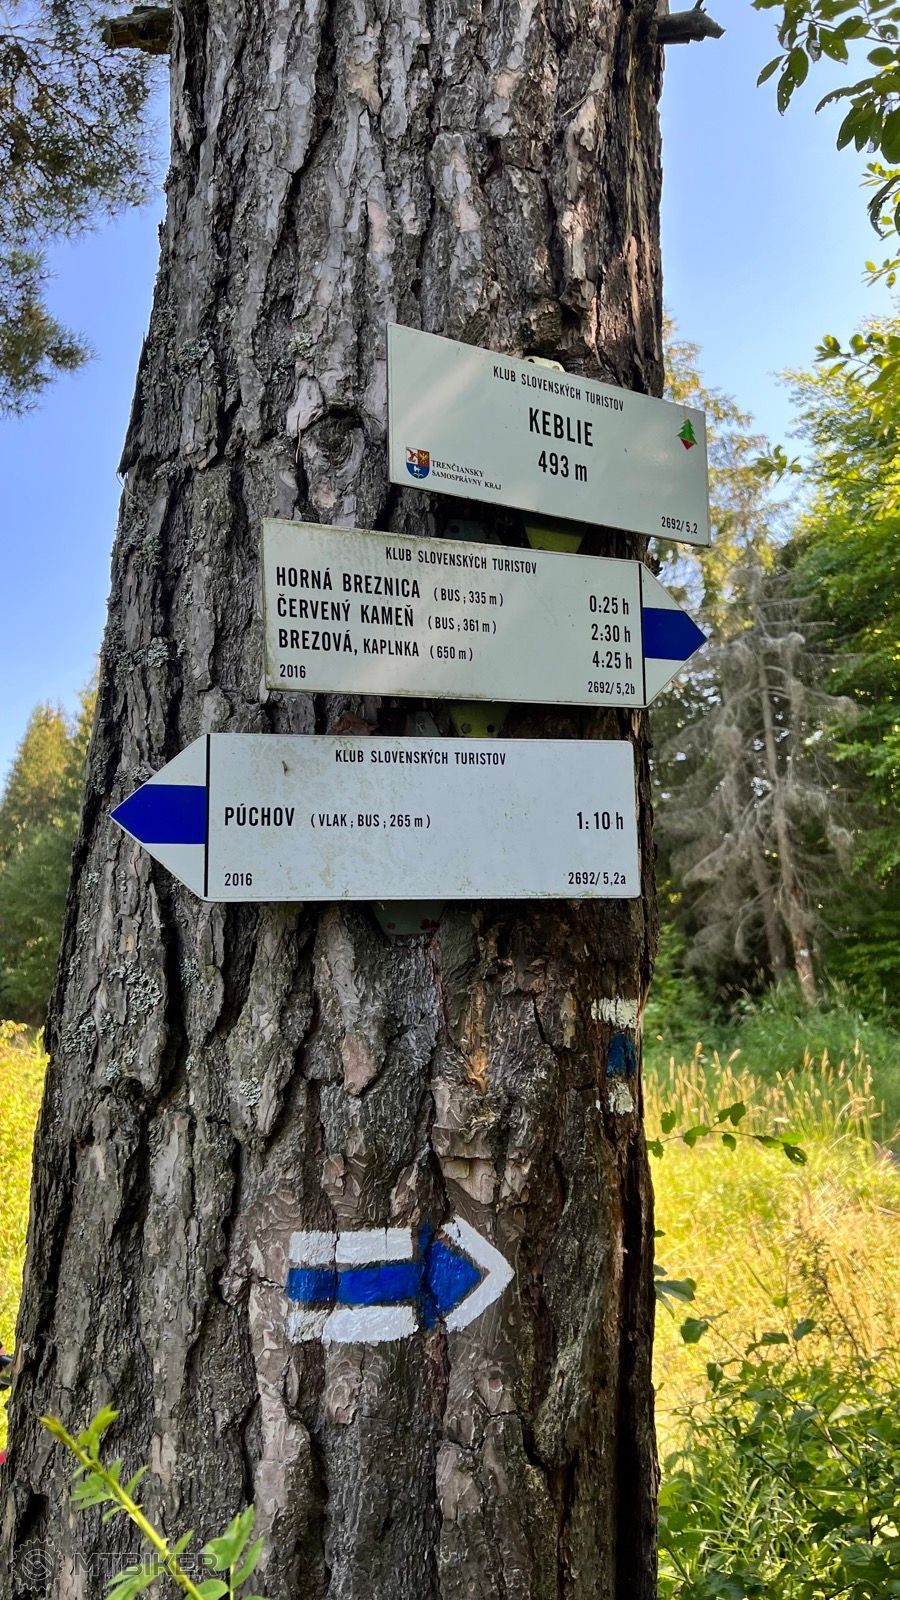 KLUB SLOVENSKÝCH TURISTOV
KEBLIE
493 m
TRENČIANSKY
SAMOSPRÁVNY KRAJ
2692/5,2
KLUB SLOVENSKÝCH TURISTOV
HORNÁ BREZNICA (BUS; 335 m) 0:25 h
ČERVENÝ KAMEŇ (BUS; 361 m) 2:30 h
BREZOVÁ, KAPLNKA (650 m) 4:25 h
2016 2692/5,2b
KLUB SLOVENSKÝCH TURISTOV
PÚCHOV (VLAK; BUS; 265 m) 1:10 h
2016 2692/5,2a
MTBIKER